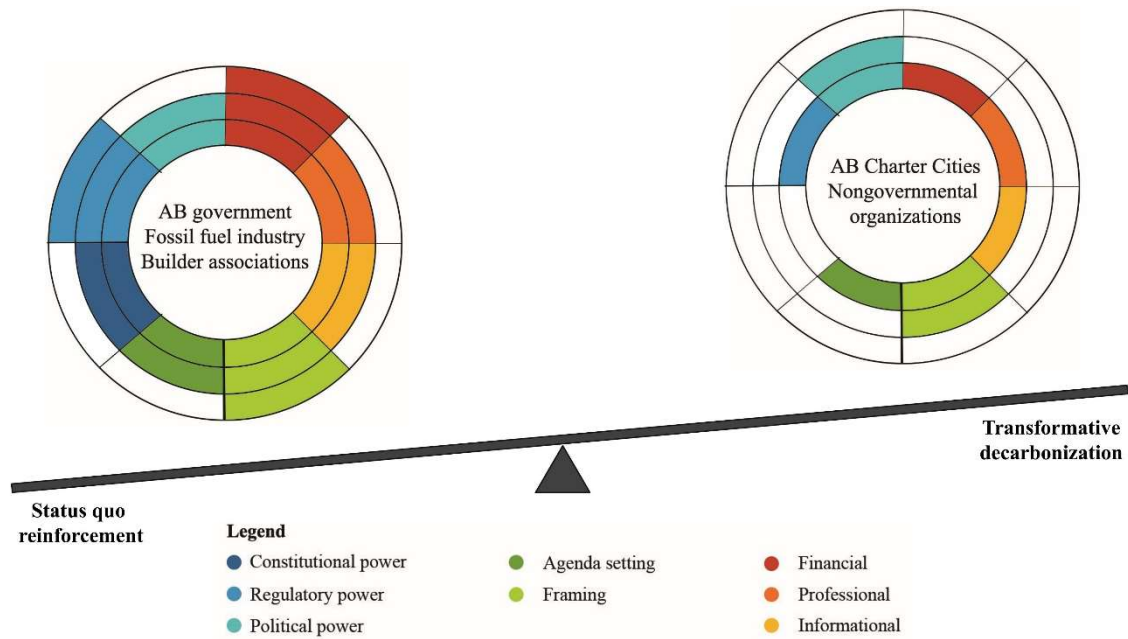 AB government
Fossil fuel industry
Builder associations
AB Charter Cities
Nongovernmental
organizations
Transformative
decarbonization
Status quo
reinforcement
Legend
Constitutional power
Regulatory power
Political power
Agenda setting
Framing
Financial
Professional
Informational